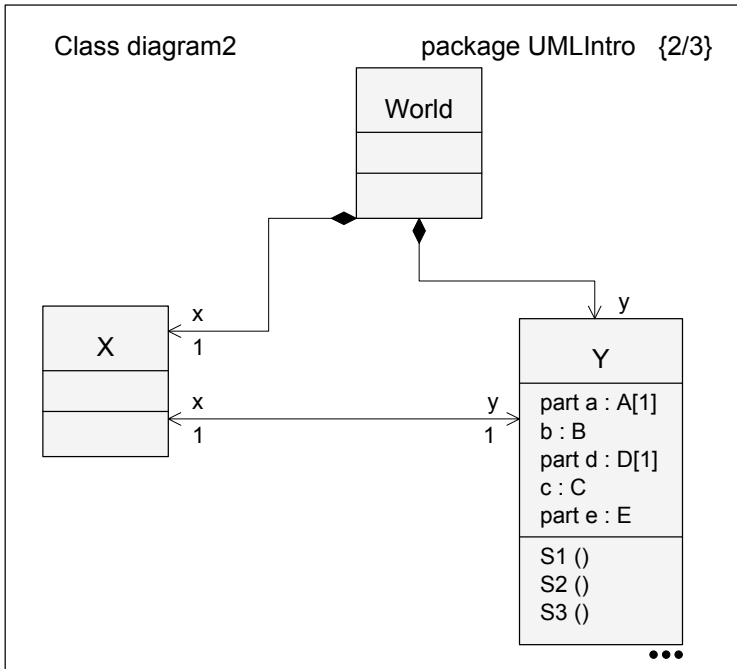 Class diagram2
package UMLIntro {2/3}
World
x
1
y
X
Y
x
1
y
1
part a : A[1]
b : B
part d : D[1]
c : C
part e : E
S1 ()
S2 ()
S3 ()